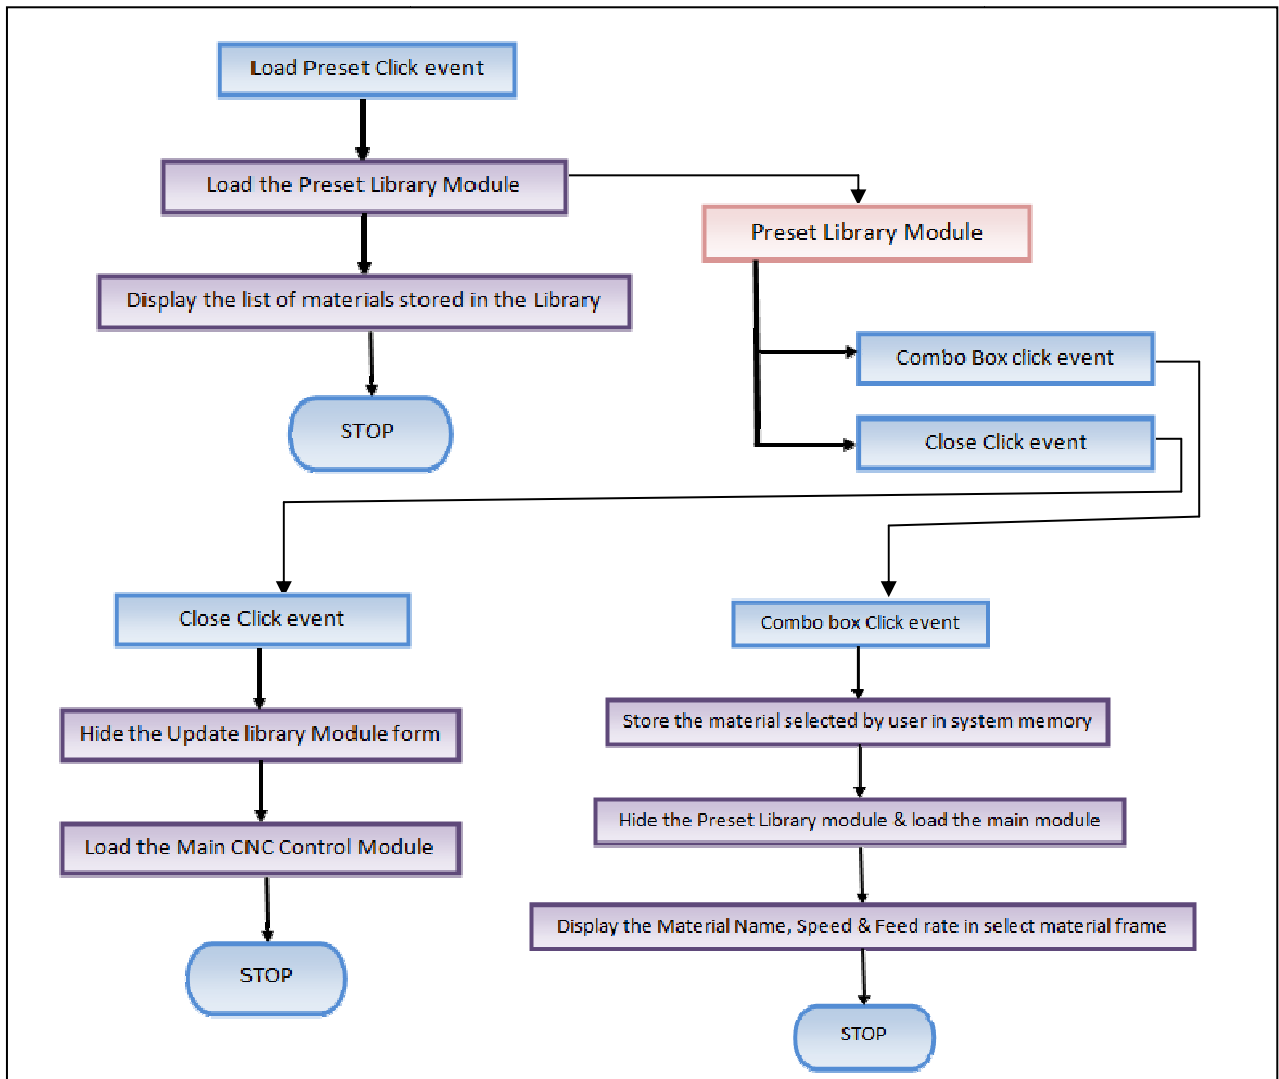 Load Preset Click event
Load the Preset Library Module
Preset Library Module
Display the list of materials stored in the Library
Combo Box click event
STOP
Close Click event
Close Click event
Combo box Click event
Hide the Update library Module form
Store the material selected by user in system memory
Hide the Preset Library module & load the main module
Load the Main CNC Control Module
Display the Material Name, Speed & Feed rate in select material frame
STOP
STOP